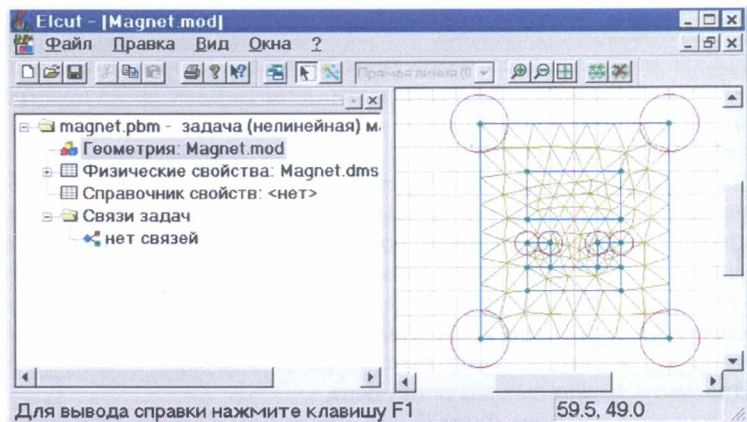 Elcut - [Magnet.mod]
Файл Правка Вид Окна ?
Прямая линия (0
magnet.pbm - задача (нелинейная) м
Геометрия: Magnet.mod
Физические свойства: Magnet.dms
Справочник свойств: <нет>
Связи задач
нет связей
Для вывода справки нажмите клавишу F1 59.5, 49.0